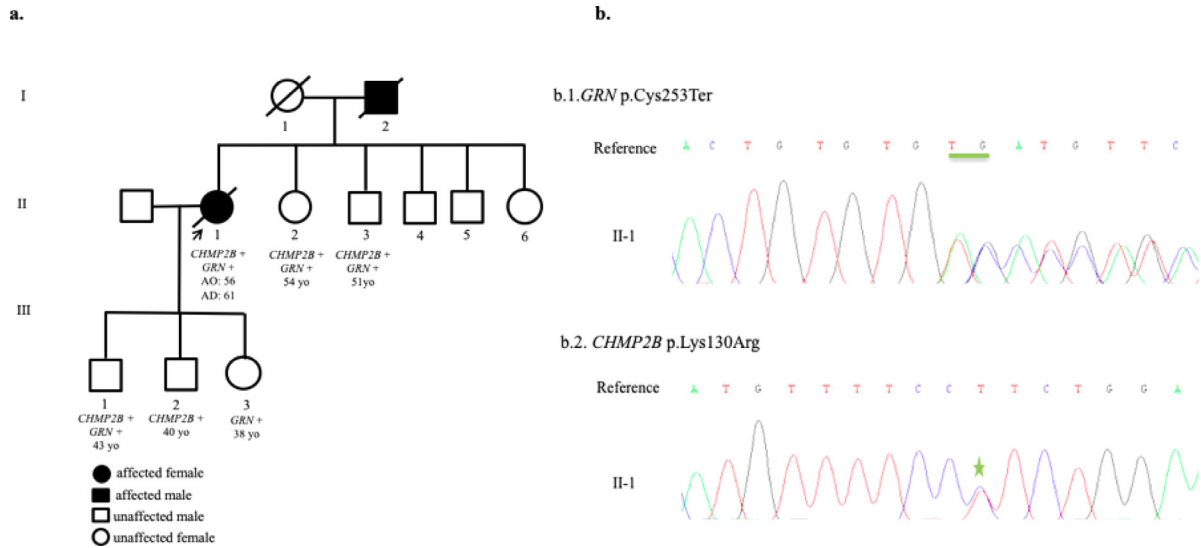 a.
I
1
2
II
1
2
3
4
5
6
CHMP2B +
GRN +
AO: 56
AD: 61
CHMP2B +
GRN +
54 yo
CHMP2B +
GRN +
51yo
III
1
2
3
CHMP2B +
GRN +
43 yo
CHMP2B +
40 yo
GRN +
38 yo
affected female
affected male
unaffected male
unaffected female
b.
b.1.GRN p.Cys253Ter
Reference A C T G T G T G T G A T G T T C
II-1
b.2. CHMP2B p.Lys130Arg
Reference A T G T T T T C C T T C T G G A
II-1